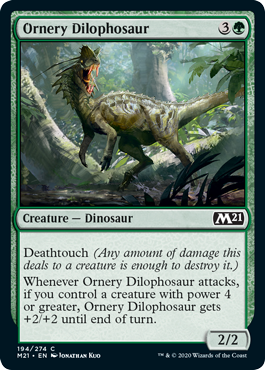 Ornery Dilophosaur 3
Creature — Dinosaur M21
Deathtouch (Any amount of damage this
deals to a creature is enough to destroy it.)
Whenever Ornery Dilophosaur attacks,
if you control a creature with power 4
or greater, Ornery Dilophosaur gets
+2/+2 until end of turn.
2/2
194/274 C
M21 • EN Jonathan Kuo
™ & © 2020 Wizards of the Coast